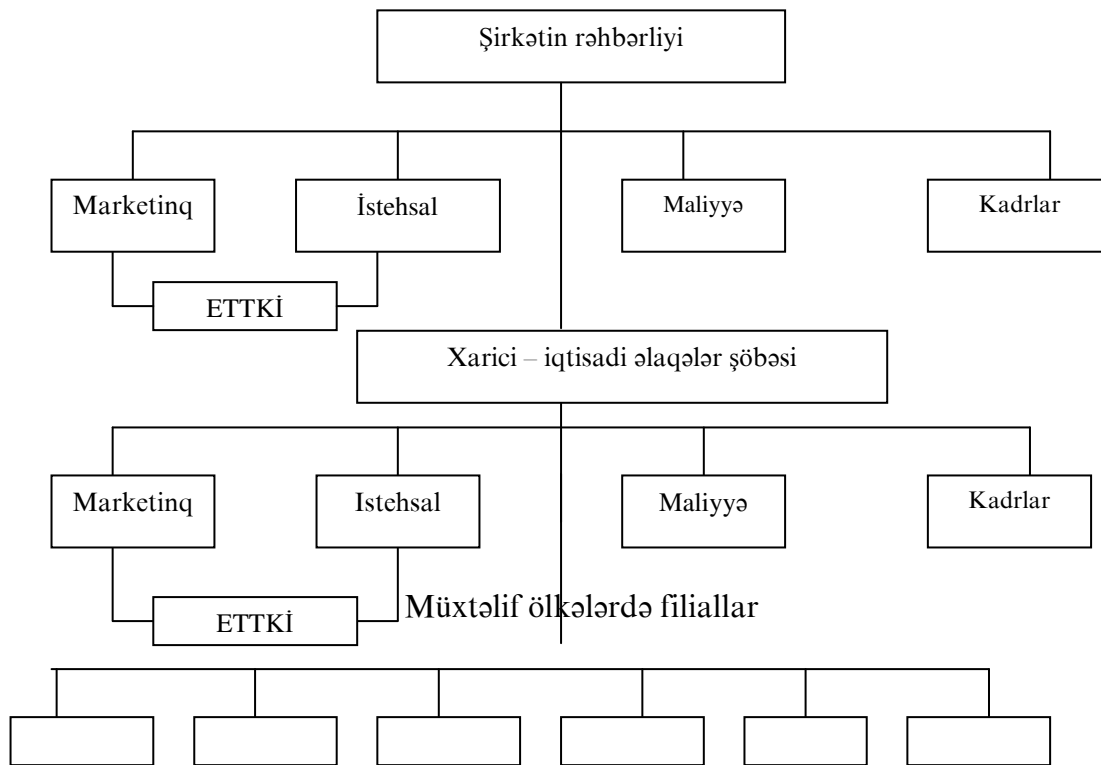 Şirkətin rəhbərliyi
Marketinq
İstehsal
Maliyyə
Kadrlar
ETTKİ
Xarici – iqtisadi əlaqələr şöbəsi
Marketinq
Istehsal
Maliyyə
Kadrlar
ETTKİ
Müxtəlif ölkələrdə filiallar